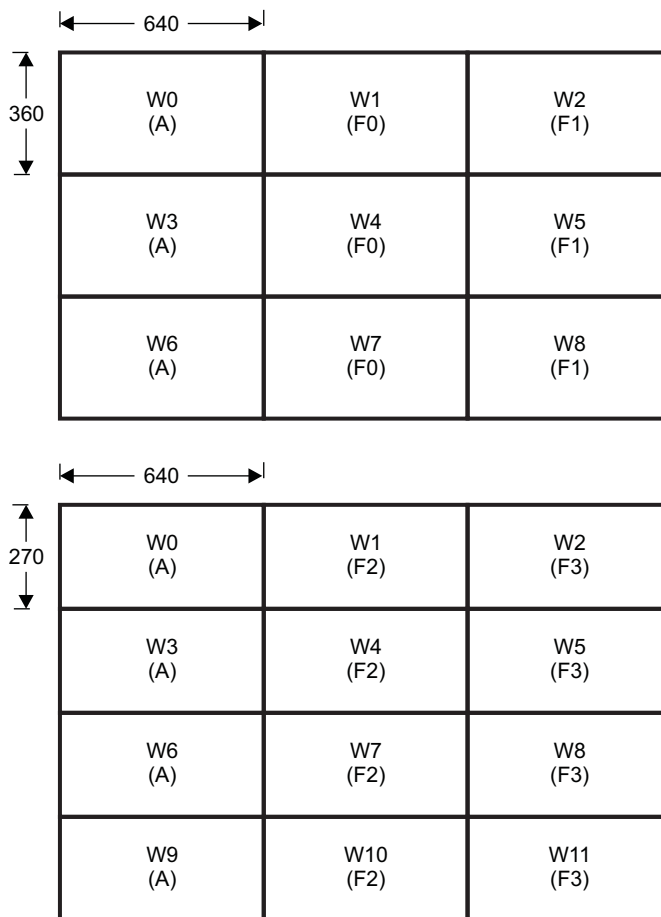 640
360
W0
(A)
W1
(F0)
W2
(F1)
W3
(A)
W4
(F0)
W5
(F1)
W6
(A)
W7
(F0)
W8
(F1)
640
270
W0
(A)
W1
(F2)
W2
(F3)
W3
(A)
W4
(F2)
W5
(F3)
W6
(A)
W7
(F2)
W8
(F3)
W9
(A)
W10
(F2)
W11
(F3)